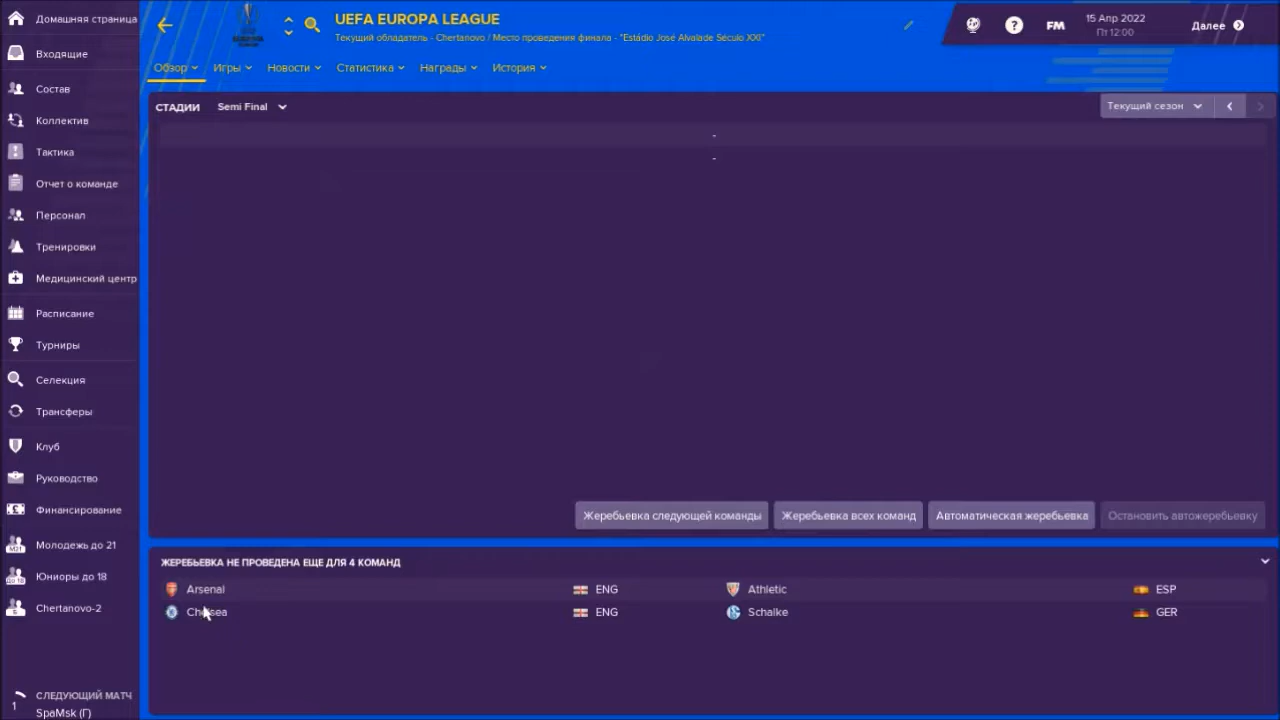 Домашняя страница
Входящие
Состав
Коллектив
Тактика
Отчет о команде
Персонал
Тренировки
Медицинский центр
Расписание
Турниры
Селекция
Трансферы
Клуб
Руководство
Финансирование
Молодежь до 21
Юниоры до 18
Chertanovo-2
СЛЕДУЮЩИЙ МАТЧ
1
SpaMsk (Г)
UEFA EUROPA LEAGUE
Текущий обладатель - Chertanovo / Место проведения финала - "Estádio José Alvalade Século XXI"
FM
15 Апр 2022
Пт 12:00
Далее
Обзор Игры Новости Статистика Награды История
СТАДИИ Semi Final
Текущий сезон
-
-
Жеребьевка следующей команды Жеребьевка всех команд Автоматическая жеребьевка Остановить автожеребьевку
ЖЕРЕБЬЕВКА НЕ ПРОВЕДЕНА ЕЩЕ ДЛЯ 4 КОМАНД
Arsenal ENG Athletic ESP
Chelsea ENG Schalke GER